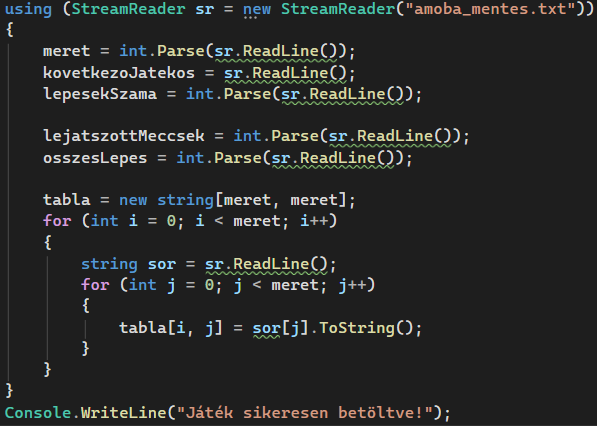 using (StreamReader sr = new StreamReader("amoba_mentes.txt"))
{
    meret = int.Parse(sr.ReadLine());
    kovetkezoJatekos = sr.ReadLine();
    lepesekSzama = int.Parse(sr.ReadLine());

    lejatszottMeccsek = int.Parse(sr.ReadLine());
    osszesLepes = int.Parse(sr.ReadLine());

    tabla = new string[meret, meret];
    for (int i = 0; i < meret; i++)
    {
        string sor = sr.ReadLine();
        for (int j = 0; j < meret; j++)
        {
            tabla[i, j] = sor[j].ToString();
        }
    }
}
Console.WriteLine("Játék sikeresen betöltve!");